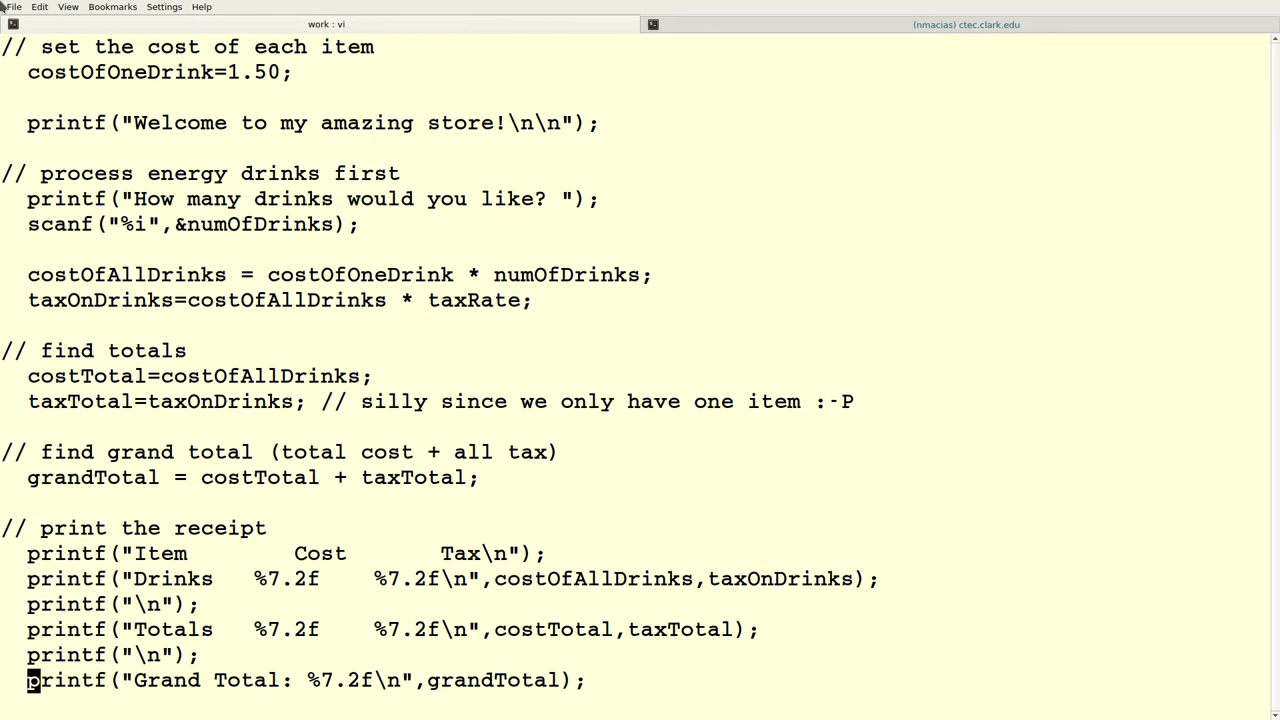 File Edit View Bookmarks Settings Help
work : vi (nmacias) ctec.clark.edu
// set the cost of each item
  costOfOneDrink=1.50;
  printf("Welcome to my amazing store!\n\n");
// process energy drinks first
  printf("How many drinks would you like? ");
  scanf("%i",&numOfDrinks);
  costOfAllDrinks = costOfOneDrink * numOfDrinks;
  taxOnDrinks=costOfAllDrinks * taxRate;
// find totals
  costTotal=costOfAllDrinks;
  taxTotal=taxOnDrinks; // silly since we only have one item :-P
// find grand total (total cost + all tax)
  grandTotal = costTotal + taxTotal;
// print the receipt
  printf("Item        Cost       Tax\n");
  printf("Drinks   %7.2f    %7.2f\n",costOfAllDrinks,taxOnDrinks);
  printf("\n");
  printf("Totals   %7.2f    %7.2f\n",costTotal,taxTotal);
  printf("\n");
  printf("Grand Total: %7.2f\n",grandTotal);